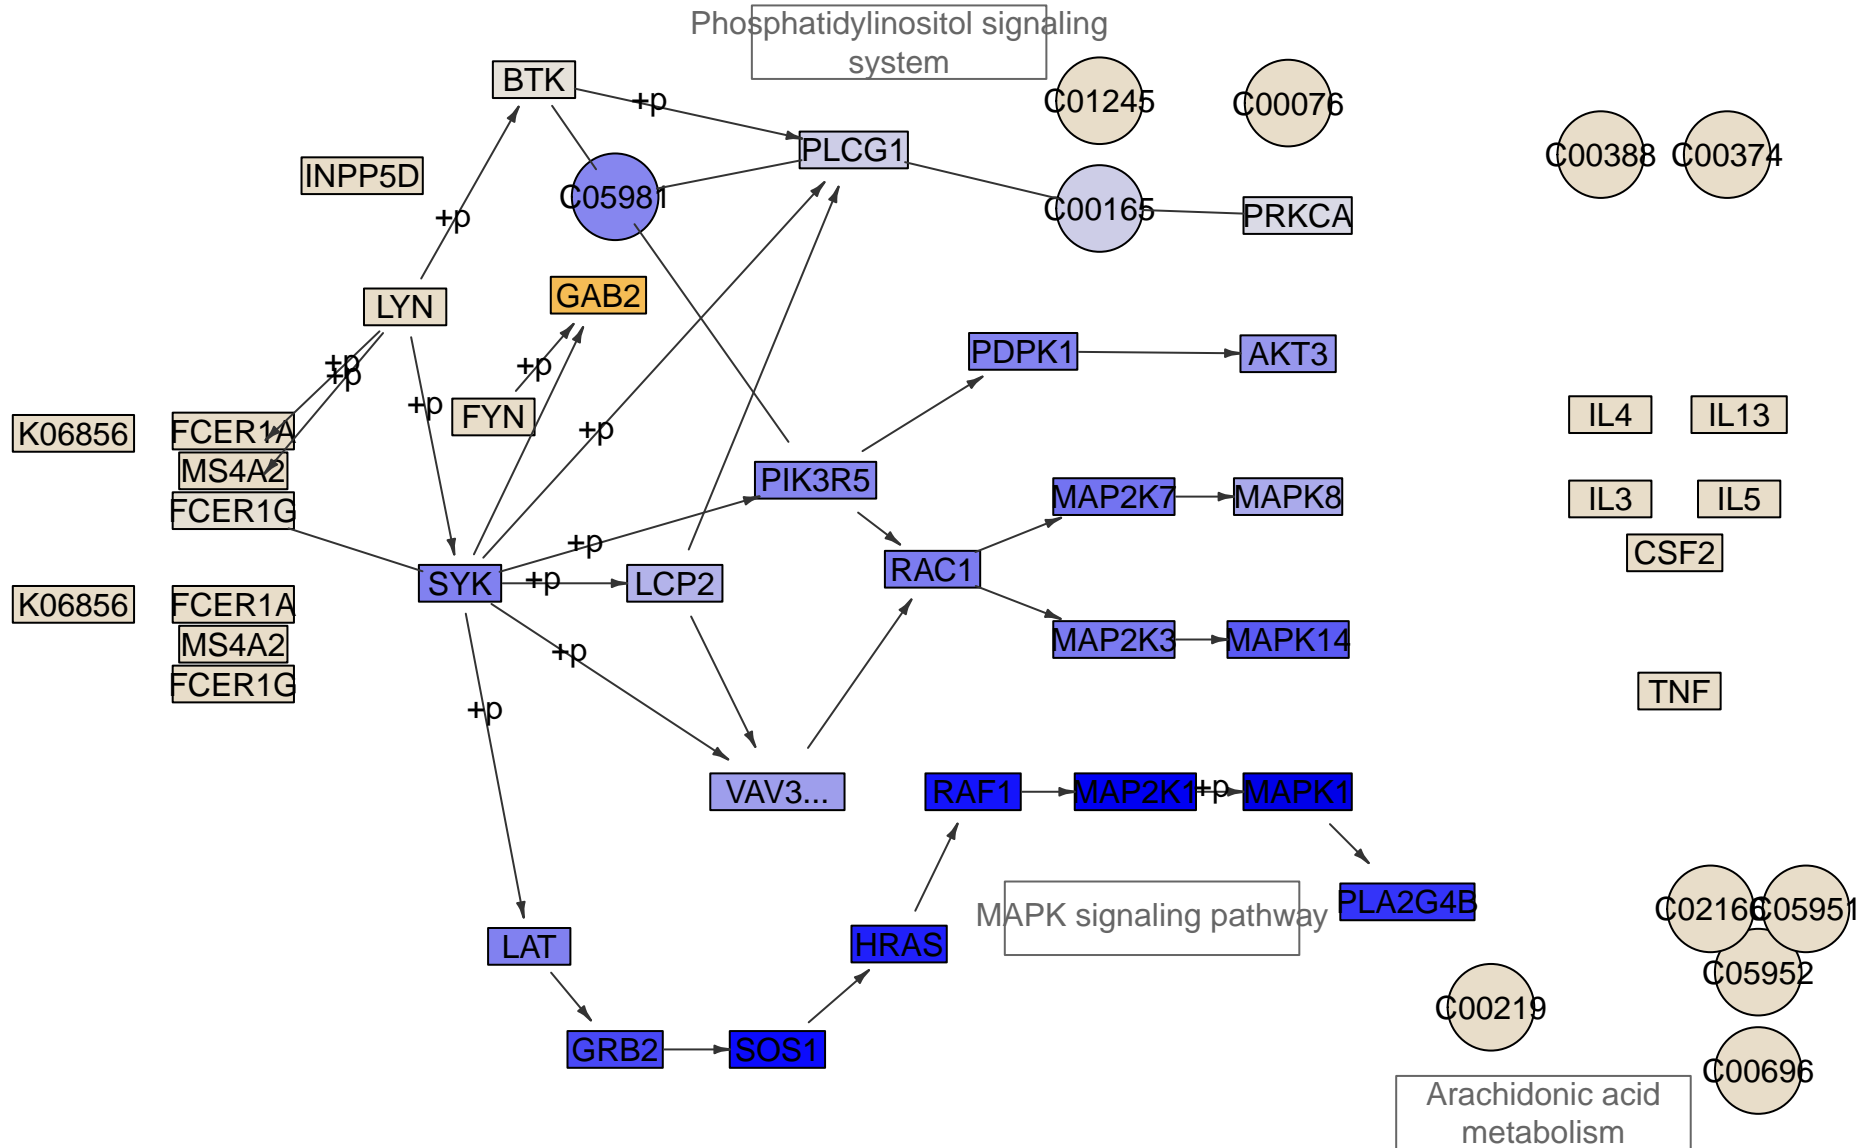 Phosphatidylinositol signaling
system
BTK
+p
C01245
C00076
PLCG1
C00388
C00374
INPP5D
C05981
C00165
PRKCA
+p
LYN
GAB2
PDPK1
AKT3
+p
+p
+p
+p
FYN
+p
K06856
FCER1A
IL4
IL13
MS4A2
PIK3R5
MAP2K7
MAPK8
FCER1G
IL3
IL5
+p
CSF2
SYK
+p
LCP2
RAC1
K06856
FCER1A
MS4A2
+p
MAP2K3
MAPK14
FCER1G
TNF
+p
VAV3...
RAF1
MAP2K1
+p
MAPK1
MAPK signaling pathway
PLA2G4B
C02166
C05951
LAT
HRAS
C05952
C00219
GRB2
SOS1
C00696
Arachidonic acid
metabolism